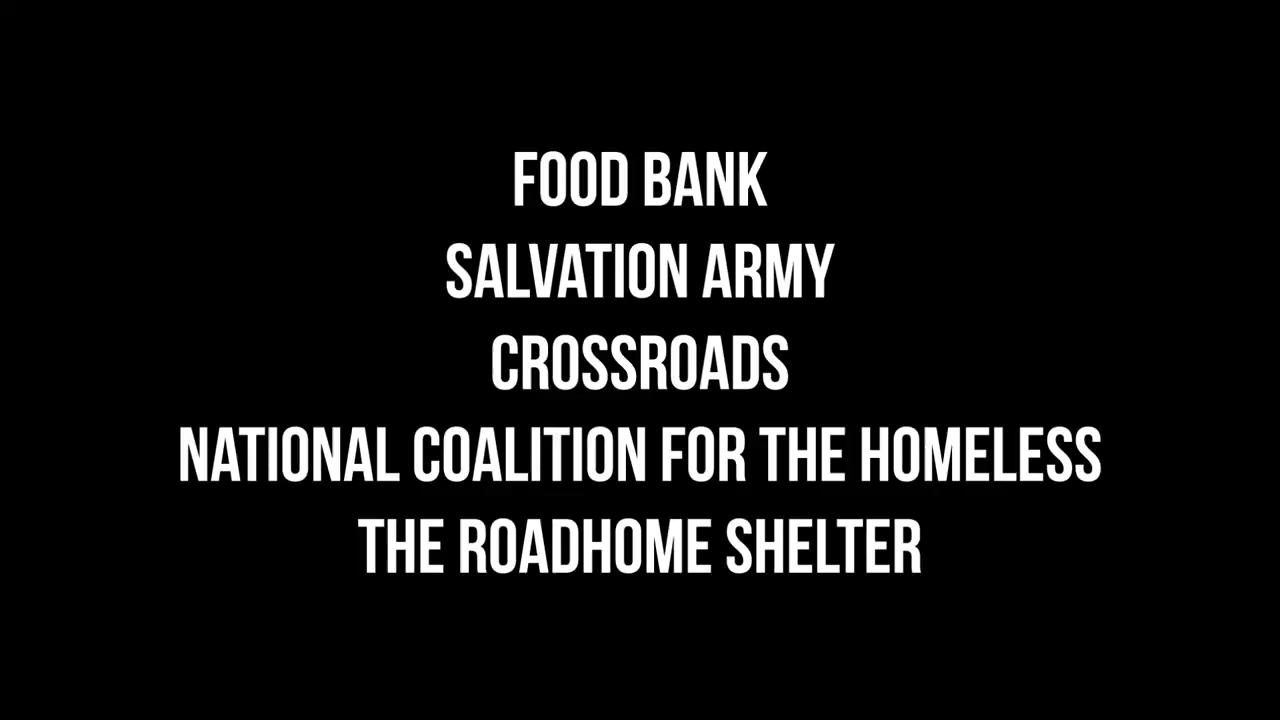 FOOD BANK
SALVATION ARMY
CROSSROADS
NATIONAL COALITION FOR THE HOMELESS
THE ROADHOME SHELTER